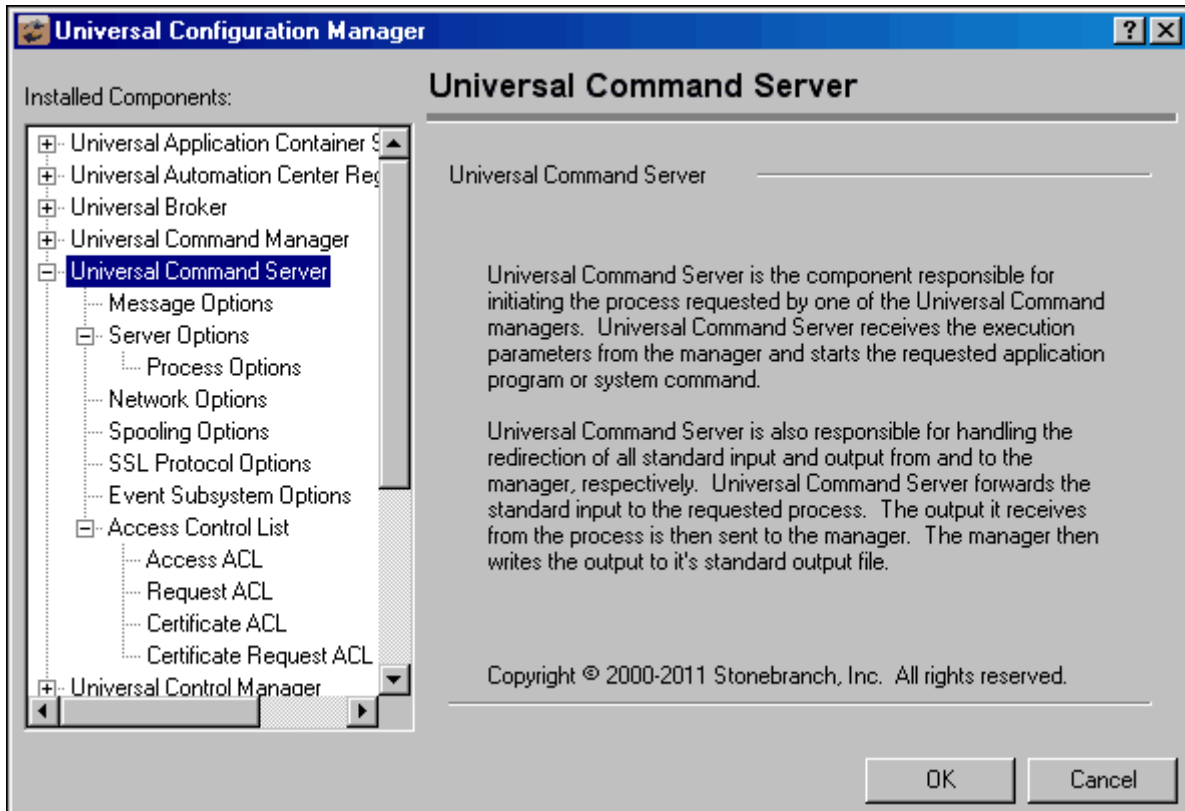 Universal Configuration Manager
Installed Components:
Universal Application Container
Universal Automation Center
Universal Broker
Universal Command Manager
Universal Command Server
Message Options
Server Options
Process Options
Network Options
Spooling Options
SSL Protocol Options
Event Subsystem Options
Access Control List
Access ACL
Request ACL
Certificate ACL
Certificate Request ACL
Universal Control Manager
Universal Command Server
Universal Command Server
Universal Command Server is the component responsible for
initiating the process requested by one of the Universal Command
managers. Universal Command Server receives the execution
parameters from the manager and starts the requested application
program or system command.
Universal Command Server is also responsible for handling the
redirection of all standard input and output from and to the
manager, respectively. Universal Command Server forwards the
standard input to the requested process. The output it receives
from the process is then sent to the manager. The manager then
writes the output to it's standard output file.
Copyright © 2000-2011 Stonebranch, Inc. All rights reserved.
OK
Cancel